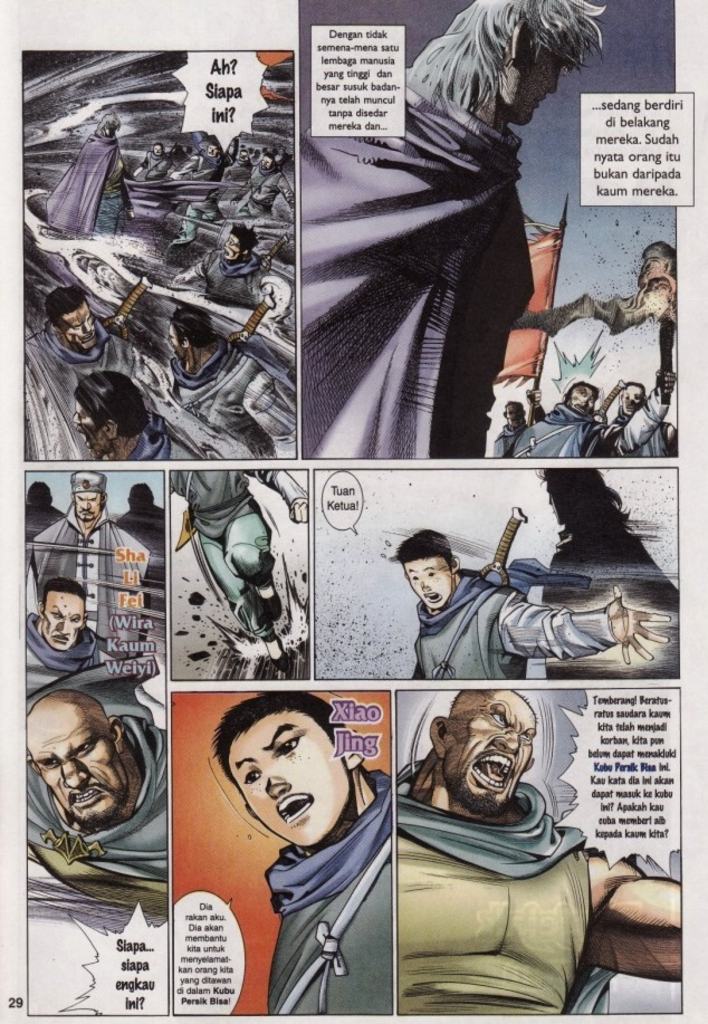 Ah?
Siapa
ini?
Dengan tidak
semena-mena satu
lembaga manusia
yang tinggi dan
besar susuk badan-
nya telah muncul
tanpa disedar
mereka dan...
...sedang berdiri
di belakang
mereka. Sudah
nyata orang itu
bukan daripada
kaum mereka.
Sha
Li
Fei
(Wira
Kaum
Weiyi)
Siapa...
siapa
engkau
ini?
Tuan
Ketua!
Xiao
Jing
Dia
rakan aku.
Dia akan
membantu
kita untuk
menyelamat-
kan orang kita
yang ditawan
di dalam Kubu
Persik Bisa!
Temberang! Beratus-
ratus saudara kaum
kita telah menjadi
korban, kita pun
belum dapat menakluki
Kubu Persik Bisa ini.
Kau kata dia ini akan
dapat masuk ke kubu
ini? Apakah kau
cuba memberi aib
kepada kaum kita?
29